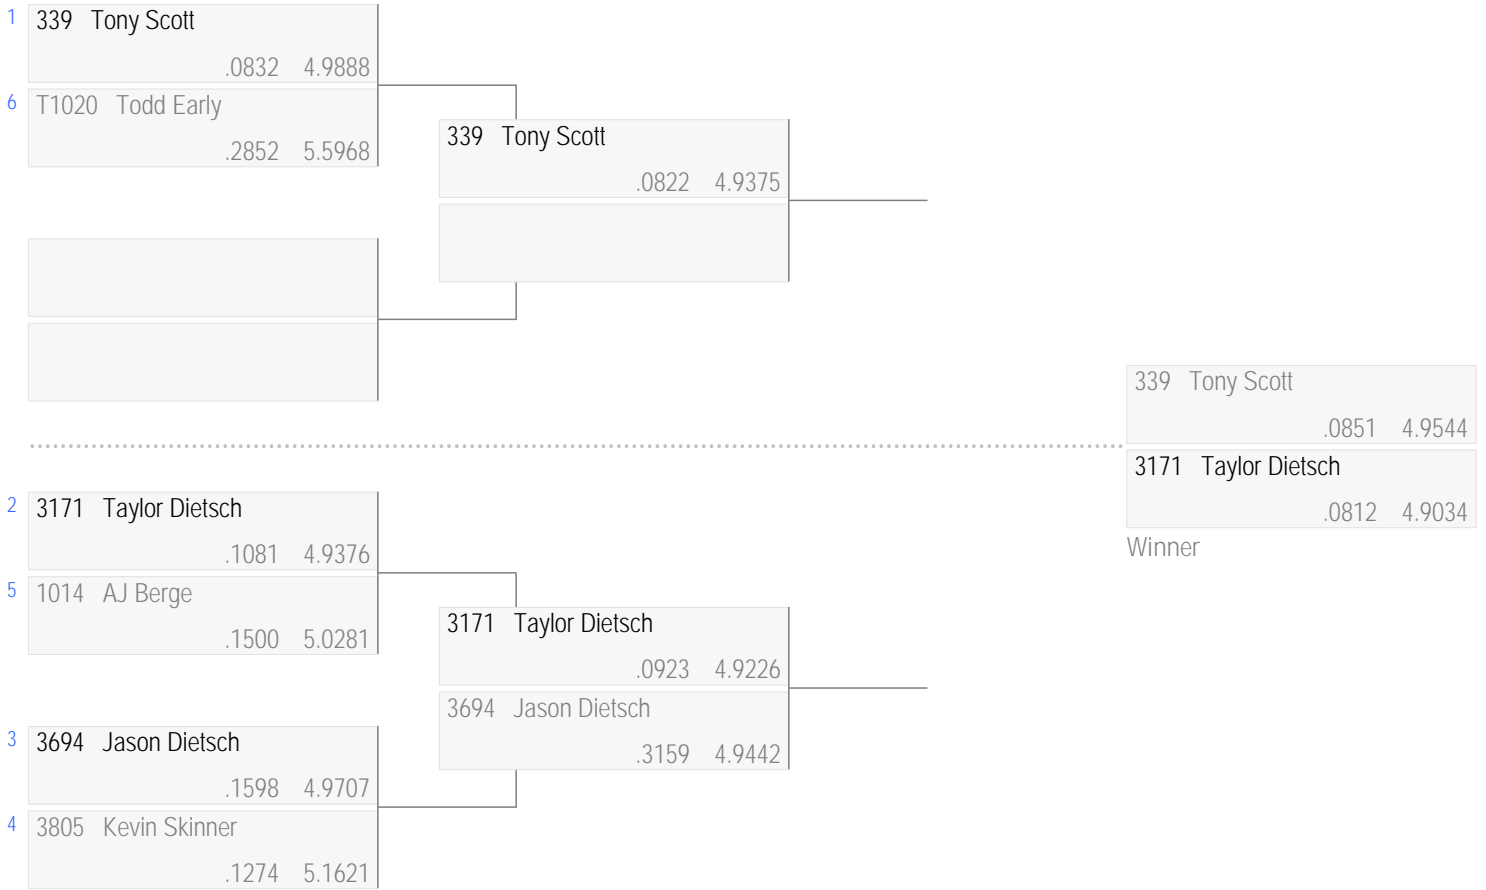 1
339 Tony Scott
.0832 4.9888
6
T1020 Todd Early
.2852 5.5968
339 Tony Scott
.0822 4.9375
339 Tony Scott
.0851 4.9544
3171 Taylor Dietsch
.0812 4.9034
Winner
2
3171 Taylor Dietsch
.1081 4.9376
5
1014 AJ Berge
.1500 5.0281
3171 Taylor Dietsch
.0923 4.9226
3694 Jason Dietsch
.3159 4.9442
3
3694 Jason Dietsch
.1598 4.9707
4
3805 Kevin Skinner
.1274 5.1621